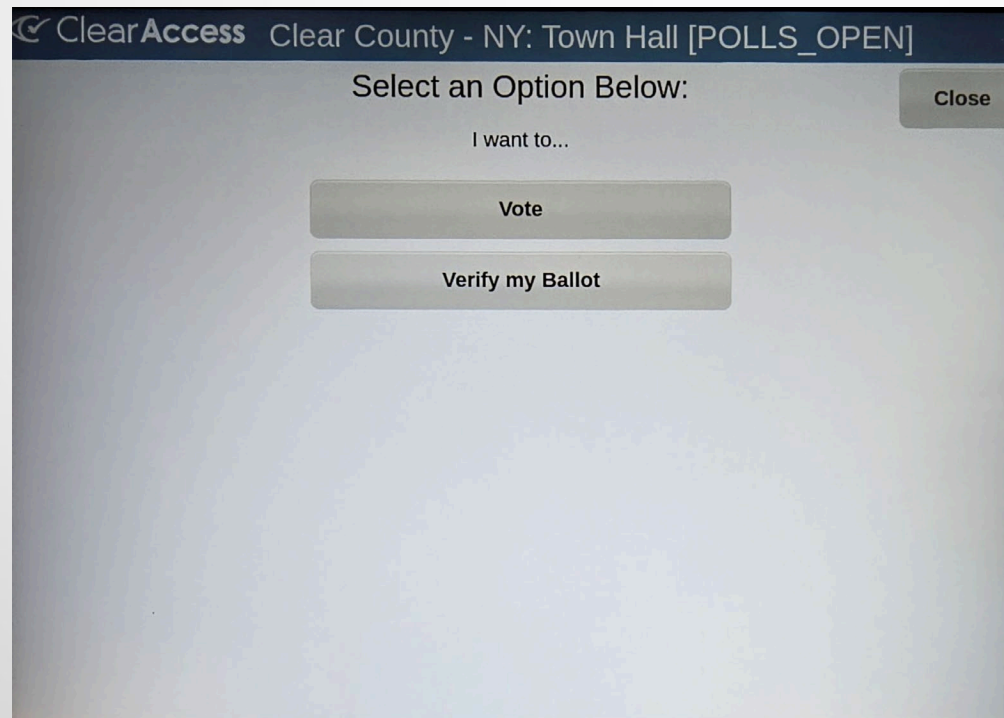 ClearAccess Clear County - NY: Town Hall [POLLS_OPEN]
Select an Option Below:
Close
I want to...
Vote
Verify my Ballot